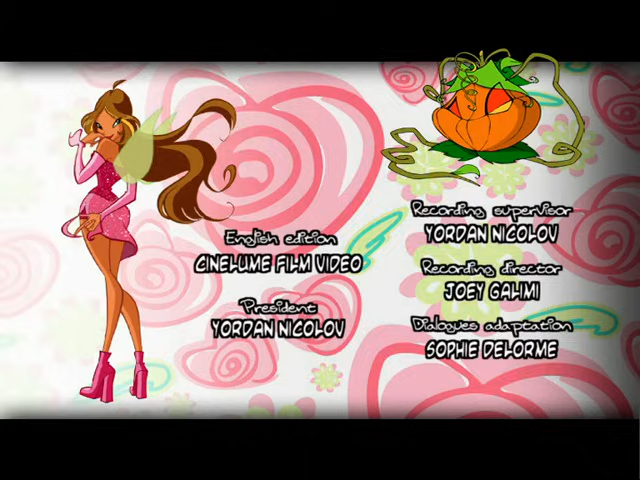 English edition
CINELUME FILM VIDEO
President
YORDAN NICOLOV
Recording supervisor
YORDAN NICOLOV
Recording director
JOEY GALIMI
Dialogues adaptation
SOPHIE DELORME